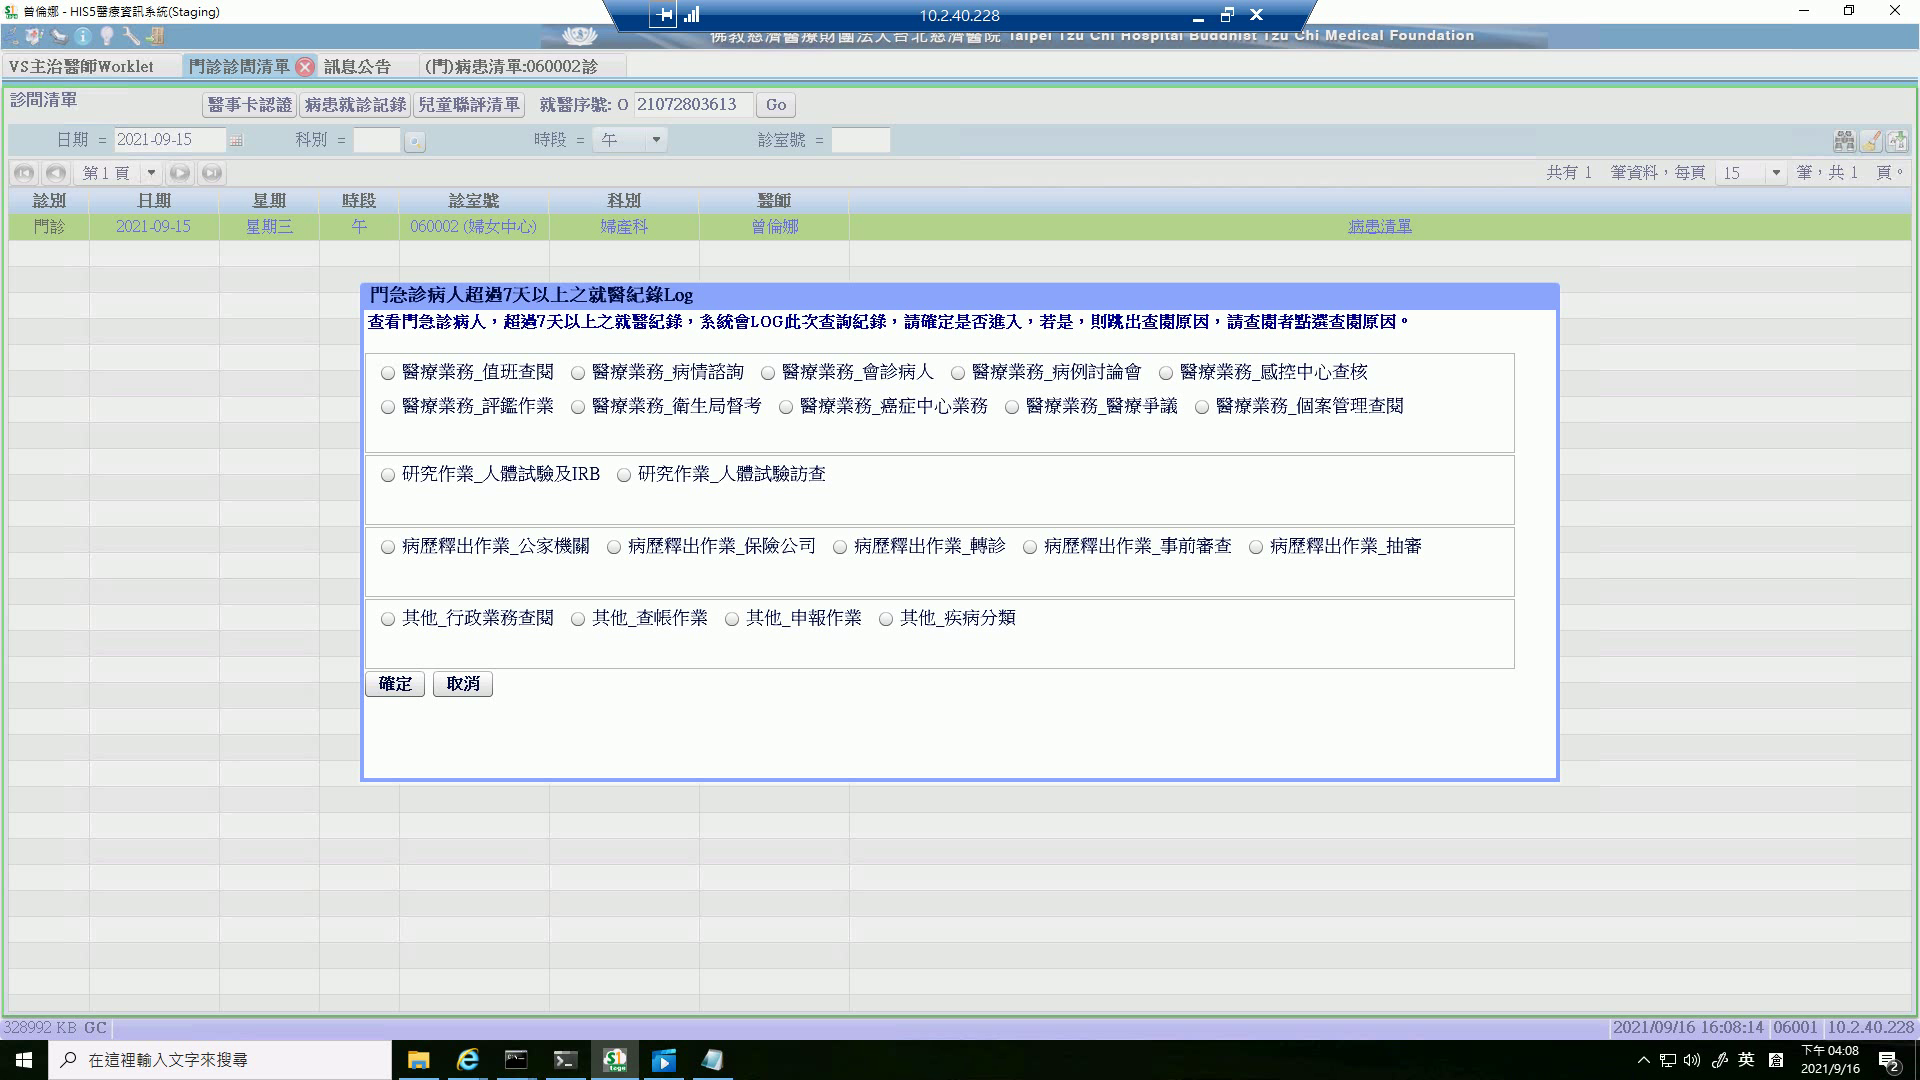 曾倫娜 - HIS5醫療資訊系統(Staging)
10.2.40.228
佛教慈濟醫療財團法人台北慈濟醫院 Taipei Tzu Chi Hospital Buddhist Tzu Chi Medical Foundation
VS主治醫師Worklet 門診診間清單 訊息公告 (門)病患清單:060002診
診間清單 醫事卡認證 病患就診記錄 兒童聯評清單 就醫序號: O 21072803613 Go
日期 = 2021-09-15 科別 = 時段 = 午 診室號 =
第 1 頁 共有 1 筆資料，每頁 15 筆，共 1 頁。
診別 日期 星期 時段 診室號 科別 醫師
門診 2021-09-15 星期三 午 060002 (婦女中心) 婦產科 曾倫娜 病患清單
門急診病人超過7天以上之就醫紀錄Log
查看門急診病人，超過7天以上之就醫紀錄，系統會LOG此次查詢紀錄，請確定是否進入，若是，則跳出查閱原因，請查閱者點選查閱原因。
醫療業務_值班查閱 醫療業務_病情諮詢 醫療業務_會診病人 醫療業務_病例討論會 醫療業務_感控中心查核
醫療業務_評鑑作業 醫療業務_衛生局督考 醫療業務_癌症中心業務 醫療業務_醫療爭議 醫療業務_個案管理查閱
研究作業_人體試驗及IRB 研究作業_人體試驗訪查
病歷釋出作業_公家機關 病歷釋出作業_保險公司 病歷釋出作業_轉診 病歷釋出作業_事前審查 病歷釋出作業_抽審
其他_行政業務查閱 其他_查帳作業 其他_申報作業 其他_疾病分類
確定 取消
328992 KB GC 2021/09/16 16:08:14 06001 10.2.40.228
在這裡輸入文字來搜尋 英 下午 04:08
2021/9/16 2